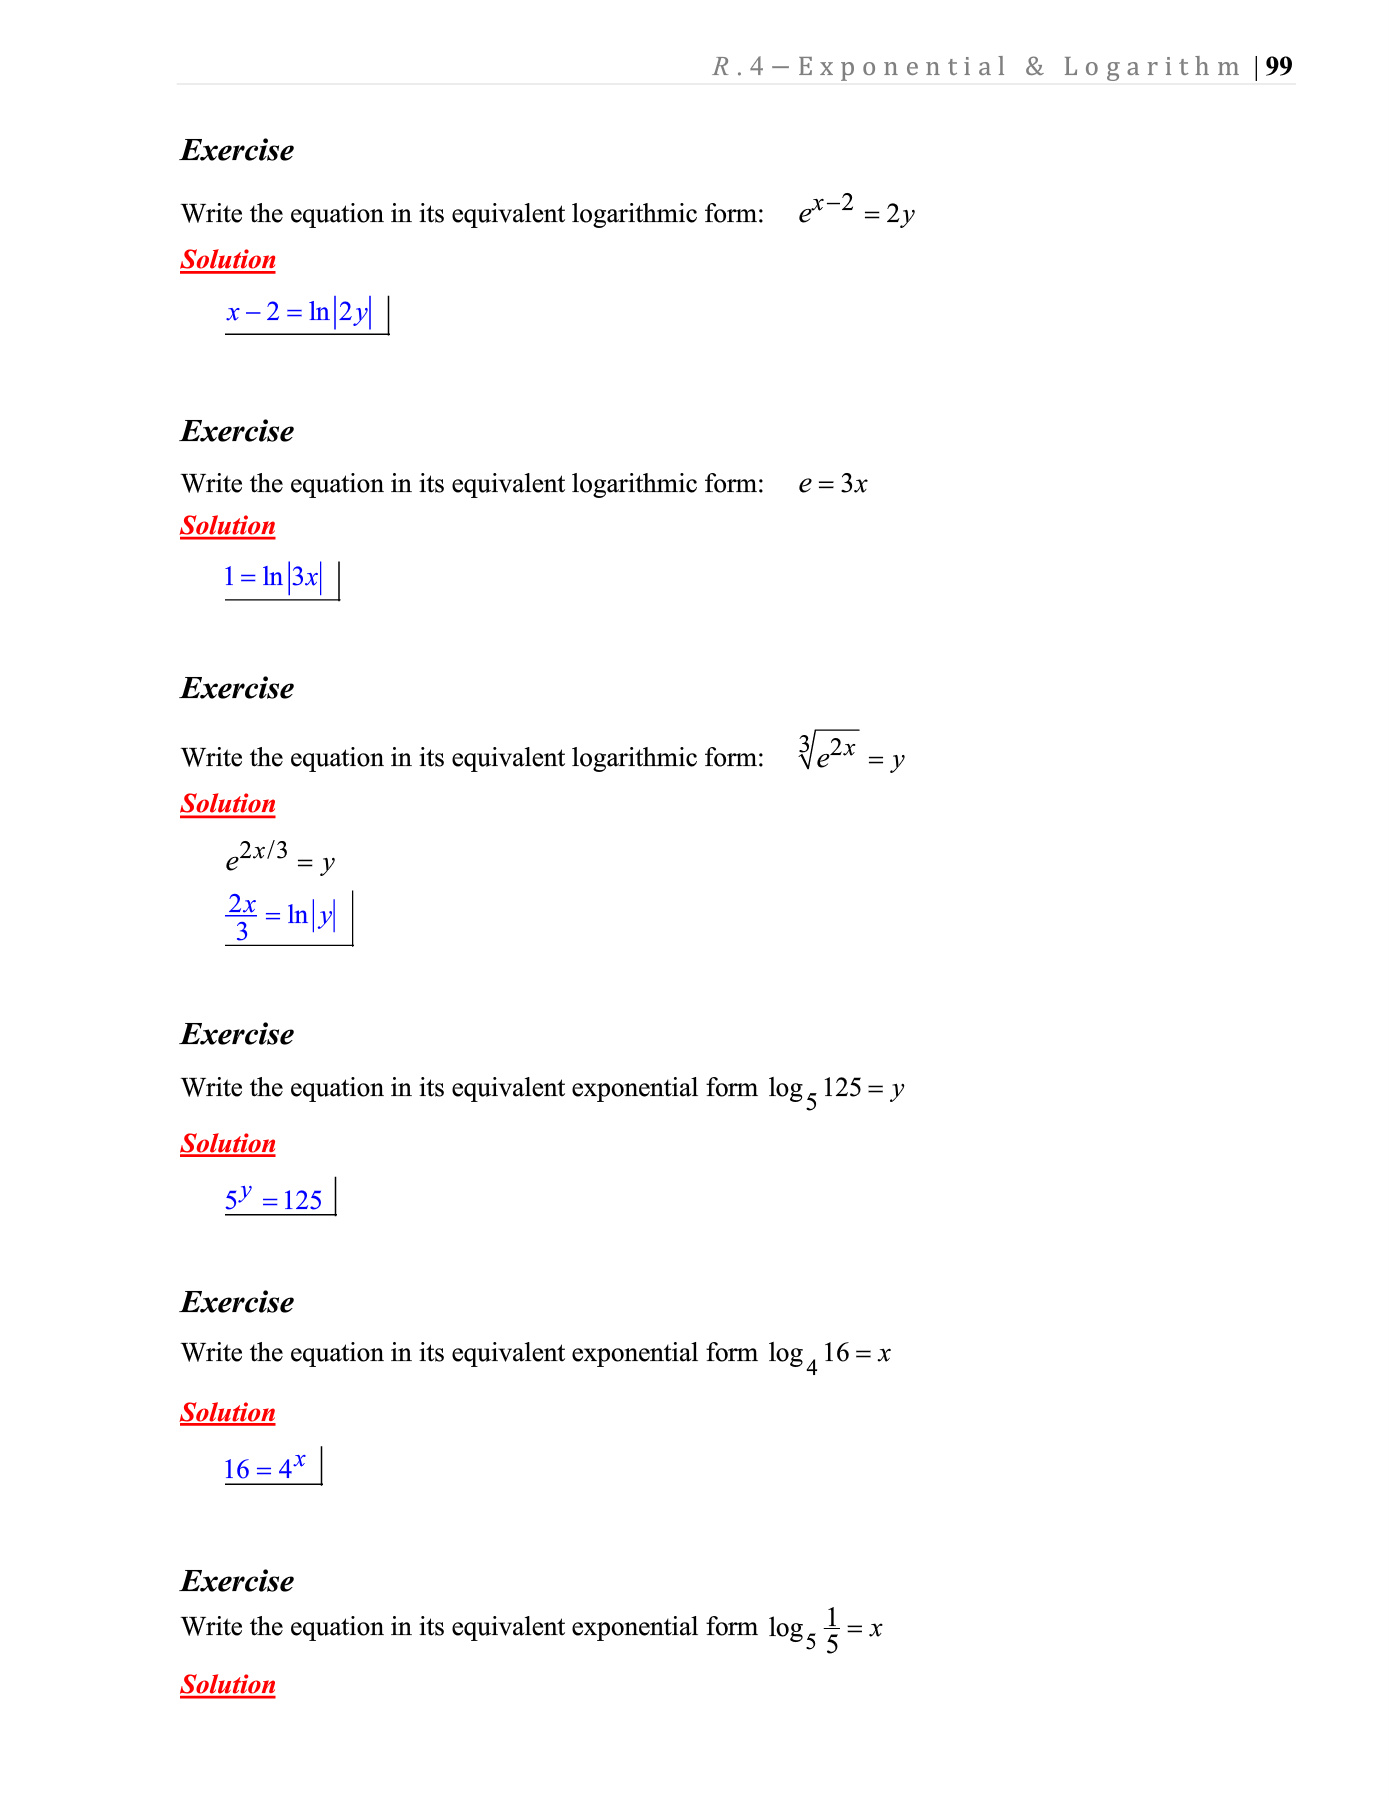 R.4 – Exponential & Logarithm | 99
Exercise
Write the equation in its equivalent logarithmic form: e^{x−2} = 2y
Solution
x − 2 = ln|2y|
Exercise
Write the equation in its equivalent logarithmic form: e = 3x
Solution
1 = ln|3x|
Exercise
Write the equation in its equivalent logarithmic form: ∛(e^{2x}) = y
Solution
e^{2x/3} = y
2x/3 = ln|y|
Exercise
Write the equation in its equivalent exponential form log_5 125 = y
Solution
5^y = 125
Exercise
Write the equation in its equivalent exponential form log_4 16 = x
Solution
16 = 4^x
Exercise
Write the equation in its equivalent exponential form log_5 1/5 = x
Solution